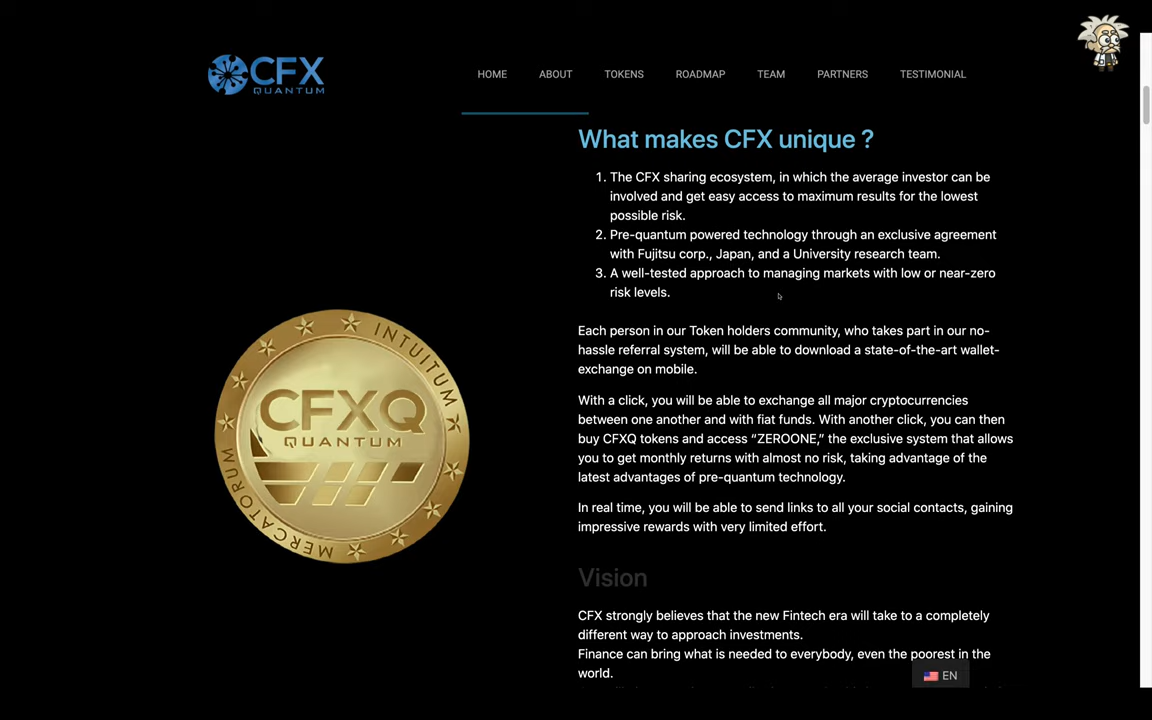 CFX
QUANTUM
HOME ABOUT TOKENS ROADMAP TEAM PARTNERS TESTIMONIAL
What makes CFX unique ?
1. The CFX sharing ecosystem, in which the average investor can be
involved and get easy access to maximum results for the lowest
possible risk.
2. Pre-quantum powered technology through an exclusive agreement
with Fujitsu corp., Japan, and a University research team.
3. A well-tested approach to managing markets with low or near-zero
risk levels.
INTUITUM
CFXQ
QUANTUM
MERCATORUM
Each person in our Token holders community, who takes part in our no-
hassle referral system, will be able to download a state-of-the-art wallet-
exchange on mobile.
With a click, you will be able to exchange all major cryptocurrencies
between one another and with fiat funds. With another click, you can then
buy CFXQ tokens and access “ZEROONE,” the exclusive system that allows
you to get monthly returns with almost no risk, taking advantage of the
latest advantages of pre-quantum technology.
In real time, you will be able to send links to all your social contacts, gaining
impressive rewards with very limited effort.
Vision
CFX strongly believes that the new Fintech era will take to a completely
different way to approach investments.
Finance can bring what is needed to everybody, even the poorest in the
world.
EN